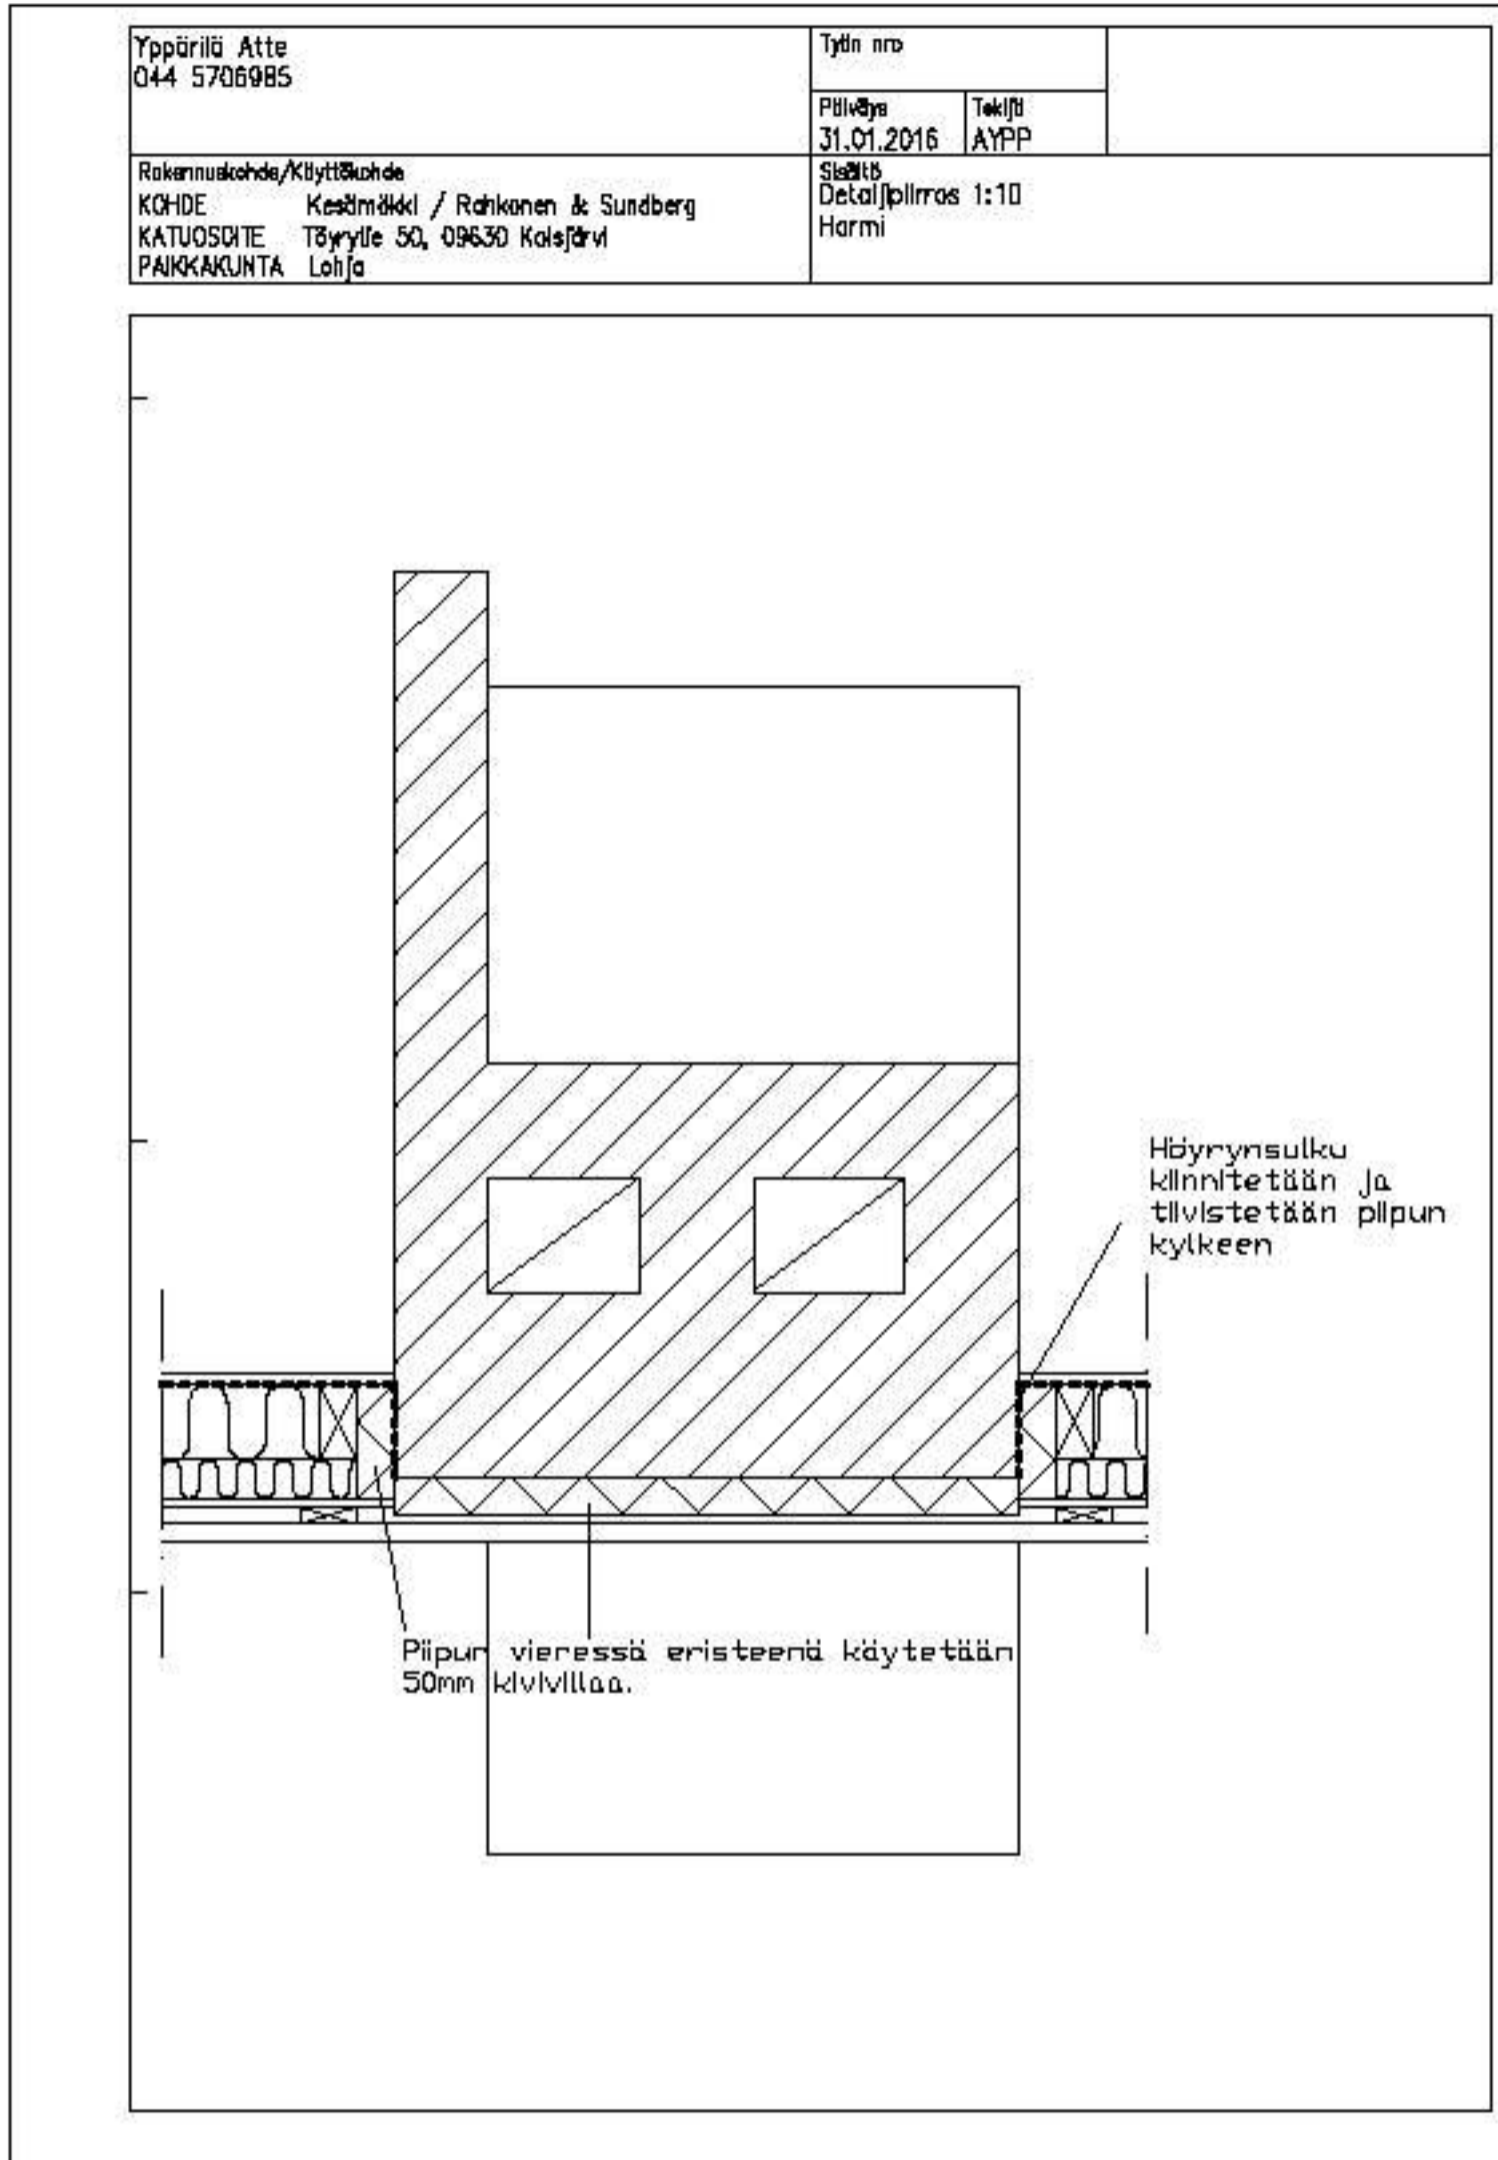 Yppärilä Atte
044 5706985
Työn nro
Päiväys
31.01.2016
Tekijä
AYPP
Rakennuskohde/Käyttökohde
KOHDE Kesämökki / Rahkonen & Sundberg
KATUOSOITE Töyrytie 50, 09630 Koisjärvi
PAIKKAKUNTA Lohja
Sisältö
Detaljipiirros 1:10
Hormi
Höyrynsulku
kiinnitetään ja
tiivistetään piipun
kylkeen
Piipun vieressä eristeenä käytetään
50mm kivivillaa.